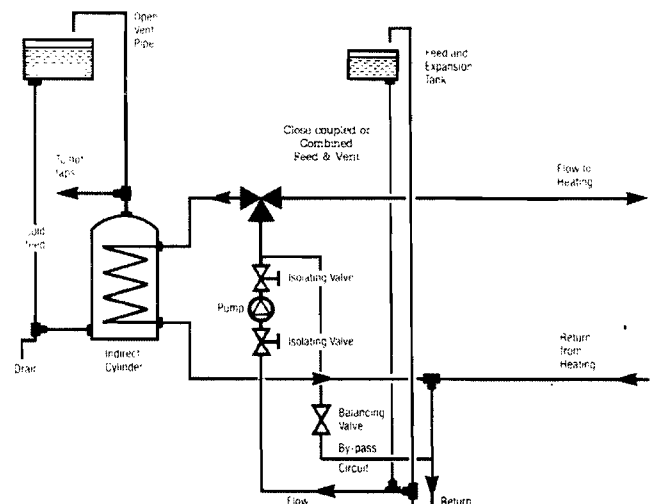 Open
Vent
Pipe
Feed and
Expansion
Tank
Close coupled or
Combined
Feed & Vent
To hot
taps
Flow to
Heating
feed
Isolating Valve
Pump
Isolating Valve
Indirect
Cylinder
Drain
Return
from
Heating
Balancing
Valve
By-pass
Circuit
Flow
Return